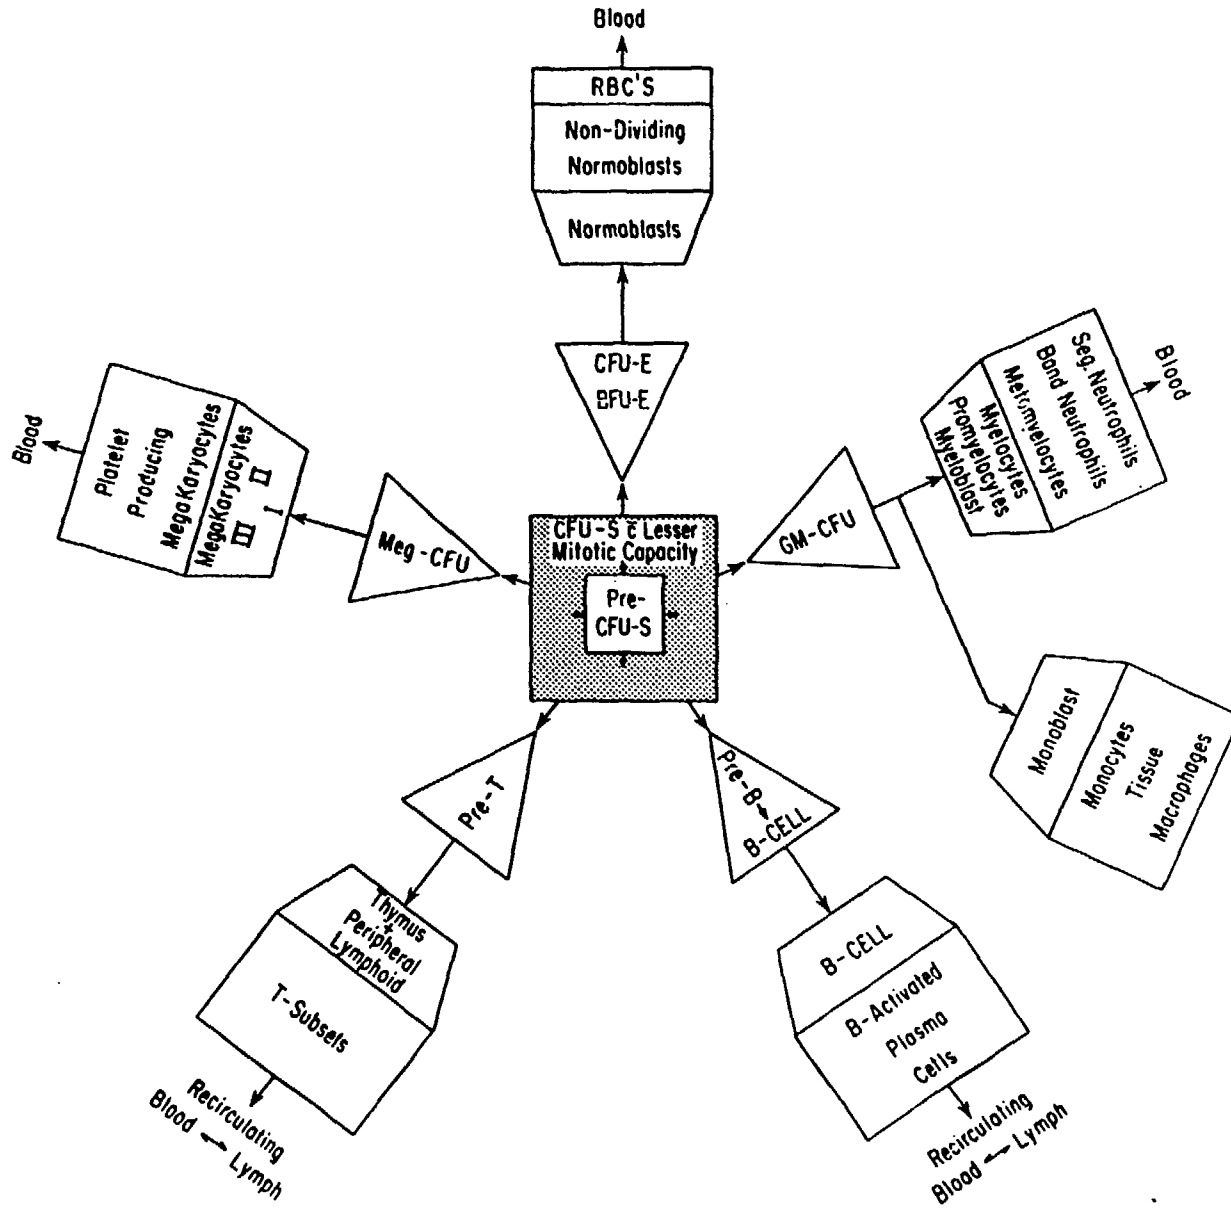 Blood
RBC'S
Non-Dividing
Normoblasts
Normoblasts
CFU-E
BFU-E
CFU-S c̄ Lesser
Mitotic Capacity
Pre-
CFU-S
GM-CFU
Myeloblast
Promyelocytes
Myelocytes
Metamyelocytes
Band Neutrophils
Seg. Neutrophils
Blood
Monoblast
Monocytes
Tissue
Macrophages
Pre-B
B-CELL
B-CELL
B-Activated
Plasma
Cells
Recirculating
Blood Lymph
Pre-T
Thymus
+
Peripheral
Lymphoid
T-Subsets
Recirculating
Blood
Lymph
Meg-CFU
I
II
III
MegaKaryocytes
MegaKaryocytes
Producing
Platelet
Blood